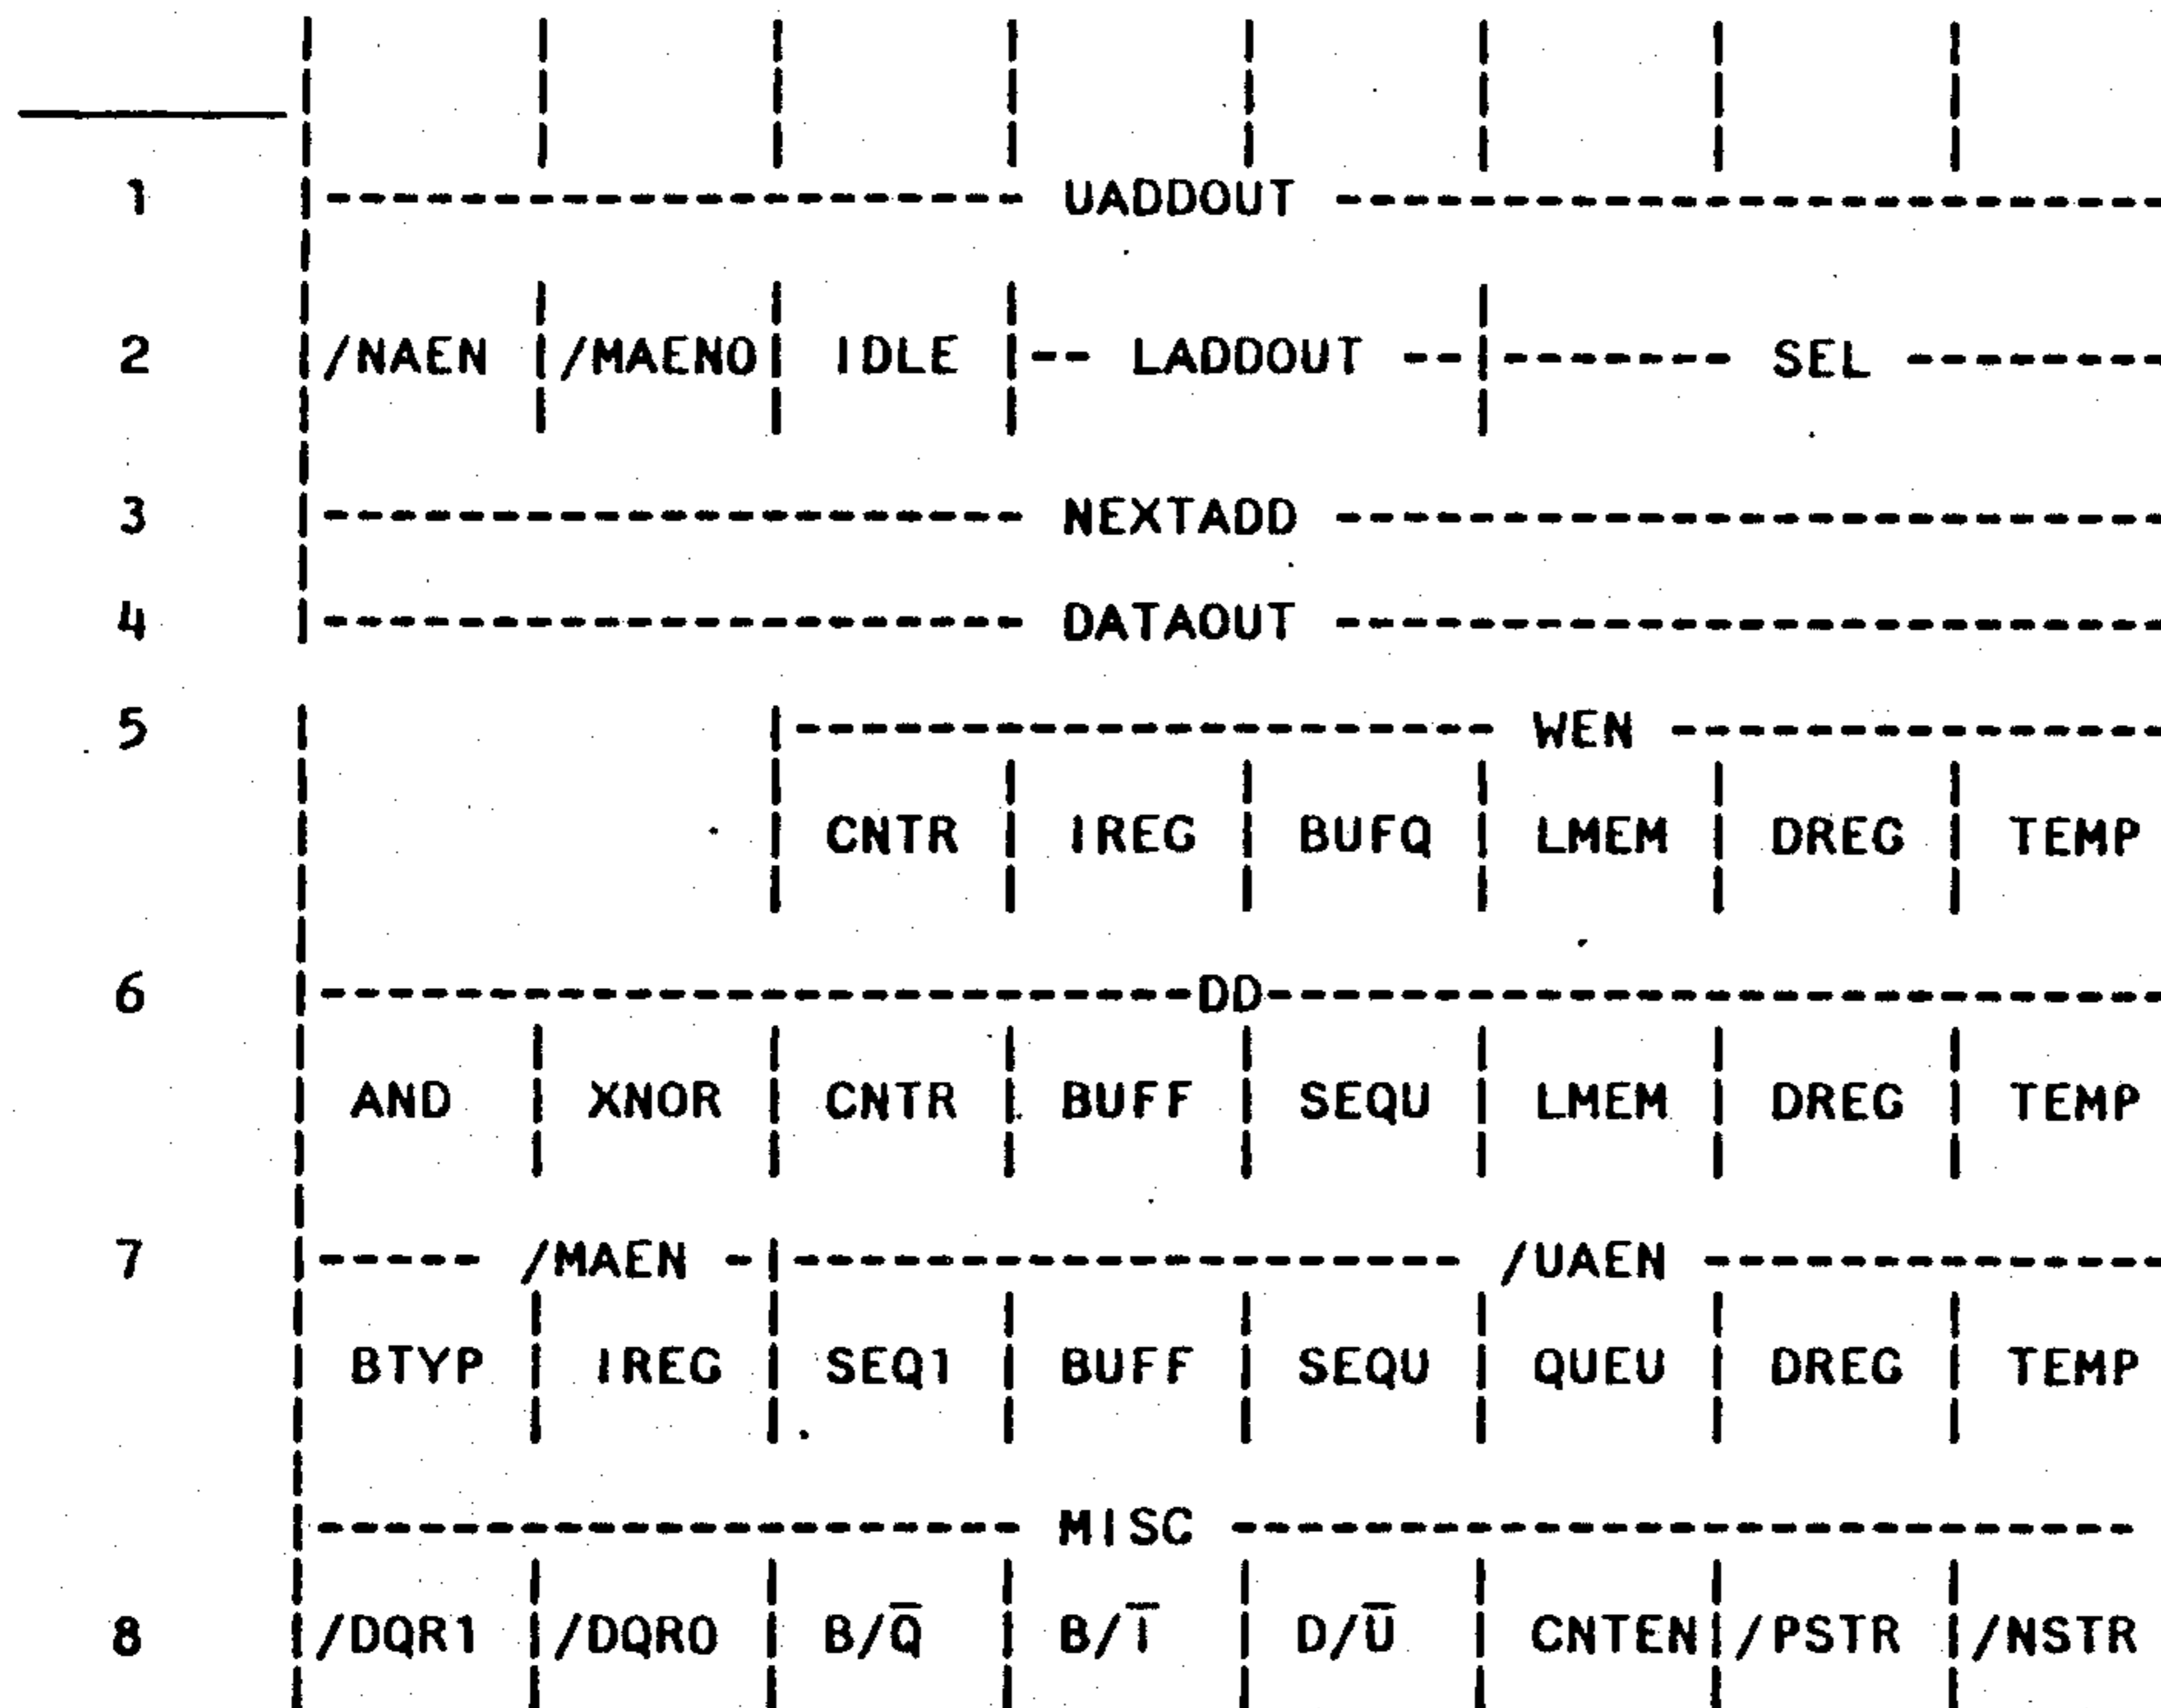 1 UADDOUT
2 /NAEN /MAENO IDLE LADDOUT SEL
3 NEXTADD
4 DATAOUT
5 WEN
CNTR IREG BUFQ LMEM DREG TEMP
6 DD
AND XNOR CNTR BUFF SEQU LMEM DREG TEMP
7 /MAEN /UAEN
BTYP IREG SEQ1 BUFF SEQU QUEU DREG TEMP
MISC
8 /DQR1 /DQR0 B/Q̅ B/T̅ D/U̅ CNTEN /PSTR /NSTR